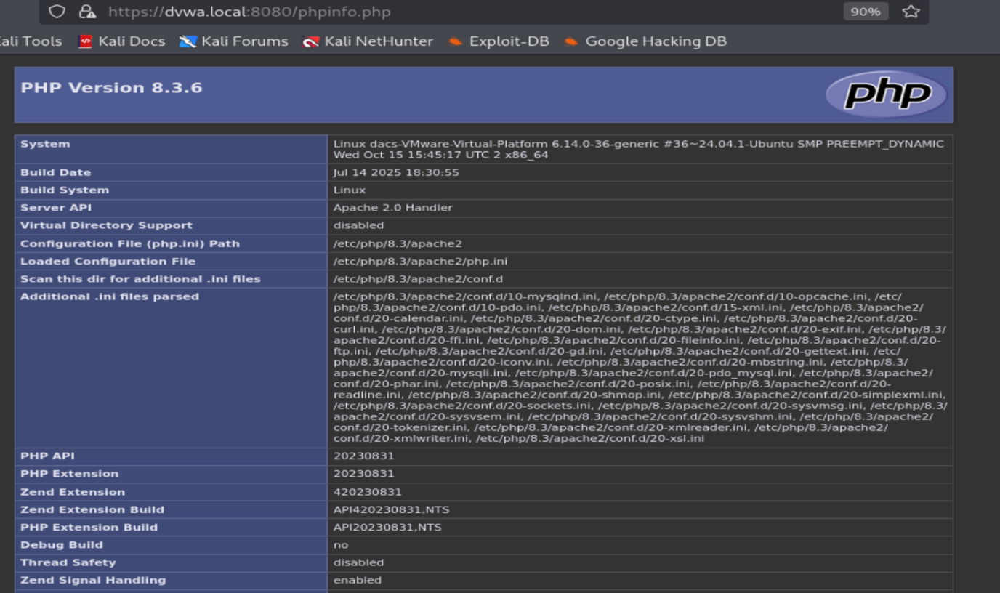 https://dvwa.local:8080/phpinfo.php 90%
ali Tools Kali Docs Kali Forums Kali NetHunter Exploit-DB Google Hacking DB
PHP Version 8.3.6 php
System Linux dacs-VMware-Virtual-Platform 6.14.0-36-generic #36~24.04.1-Ubuntu SMP PREEMPT_DYNAMIC
Wed Oct 15 15:45:17 UTC 2 x86_64
Build Date Jul 14 2025 18:30:55
Build System Linux
Server API Apache 2.0 Handler
Virtual Directory Support disabled
Configuration File (php.ini) Path /etc/php/8.3/apache2
Loaded Configuration File /etc/php/8.3/apache2/php.ini
Scan this dir for additional .ini files /etc/php/8.3/apache2/conf.d
Additional .ini files parsed /etc/php/8.3/apache2/conf.d/10-mysqlnd.ini, /etc/php/8.3/apache2/conf.d/10-opcache.ini, /etc/
php/8.3/apache2/conf.d/10-pdo.ini, /etc/php/8.3/apache2/conf.d/15-xml.ini, /etc/php/8.3/apache2/
conf.d/20-calendar.ini, /etc/php/8.3/apache2/conf.d/20-ctype.ini, /etc/php/8.3/apache2/conf.d/20-
curl.ini, /etc/php/8.3/apache2/conf.d/20-dom.ini, /etc/php/8.3/apache2/conf.d/20-exif.ini, /etc/php/8.3/
apache2/conf.d/20-ffi.ini, /etc/php/8.3/apache2/conf.d/20-fileinfo.ini, /etc/php/8.3/apache2/conf.d/20-
ftp.ini, /etc/php/8.3/apache2/conf.d/20-gd.ini, /etc/php/8.3/apache2/conf.d/20-gettext.ini, /etc/
php/8.3/apache2/conf.d/20-iconv.ini, /etc/php/8.3/apache2/conf.d/20-mbstring.ini, /etc/php/8.3/
apache2/conf.d/20-mysqli.ini, /etc/php/8.3/apache2/conf.d/20-pdo_mysql.ini, /etc/php/8.3/apache2/
conf.d/20-phar.ini, /etc/php/8.3/apache2/conf.d/20-posix.ini, /etc/php/8.3/apache2/conf.d/20-
readline.ini, /etc/php/8.3/apache2/conf.d/20-shmop.ini, /etc/php/8.3/apache2/conf.d/20-simplexml.ini,
/etc/php/8.3/apache2/conf.d/20-sockets.ini, /etc/php/8.3/apache2/conf.d/20-sysvmsg.ini, /etc/php/8.3/
apache2/conf.d/20-sysvsem.ini, /etc/php/8.3/apache2/conf.d/20-sysvshm.ini, /etc/php/8.3/apache2/
conf.d/20-tokenizer.ini, /etc/php/8.3/apache2/conf.d/20-xmlreader.ini, /etc/php/8.3/apache2/
conf.d/20-xmlwriter.ini, /etc/php/8.3/apache2/conf.d/20-xsl.ini
PHP API 20230831
PHP Extension 20230831
Zend Extension 420230831
Zend Extension Build API420230831,NTS
PHP Extension Build API20230831,NTS
Debug Build no
Thread Safety disabled
Zend Signal Handling enabled